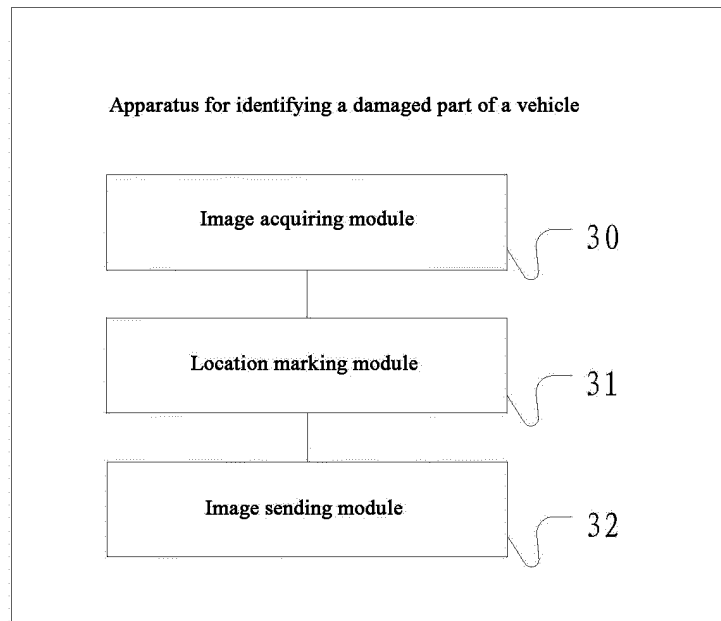 Apparatus for identifying a damaged part of a vehicle
Image acquiring module
30
Location marking module
31
Image sending module
32